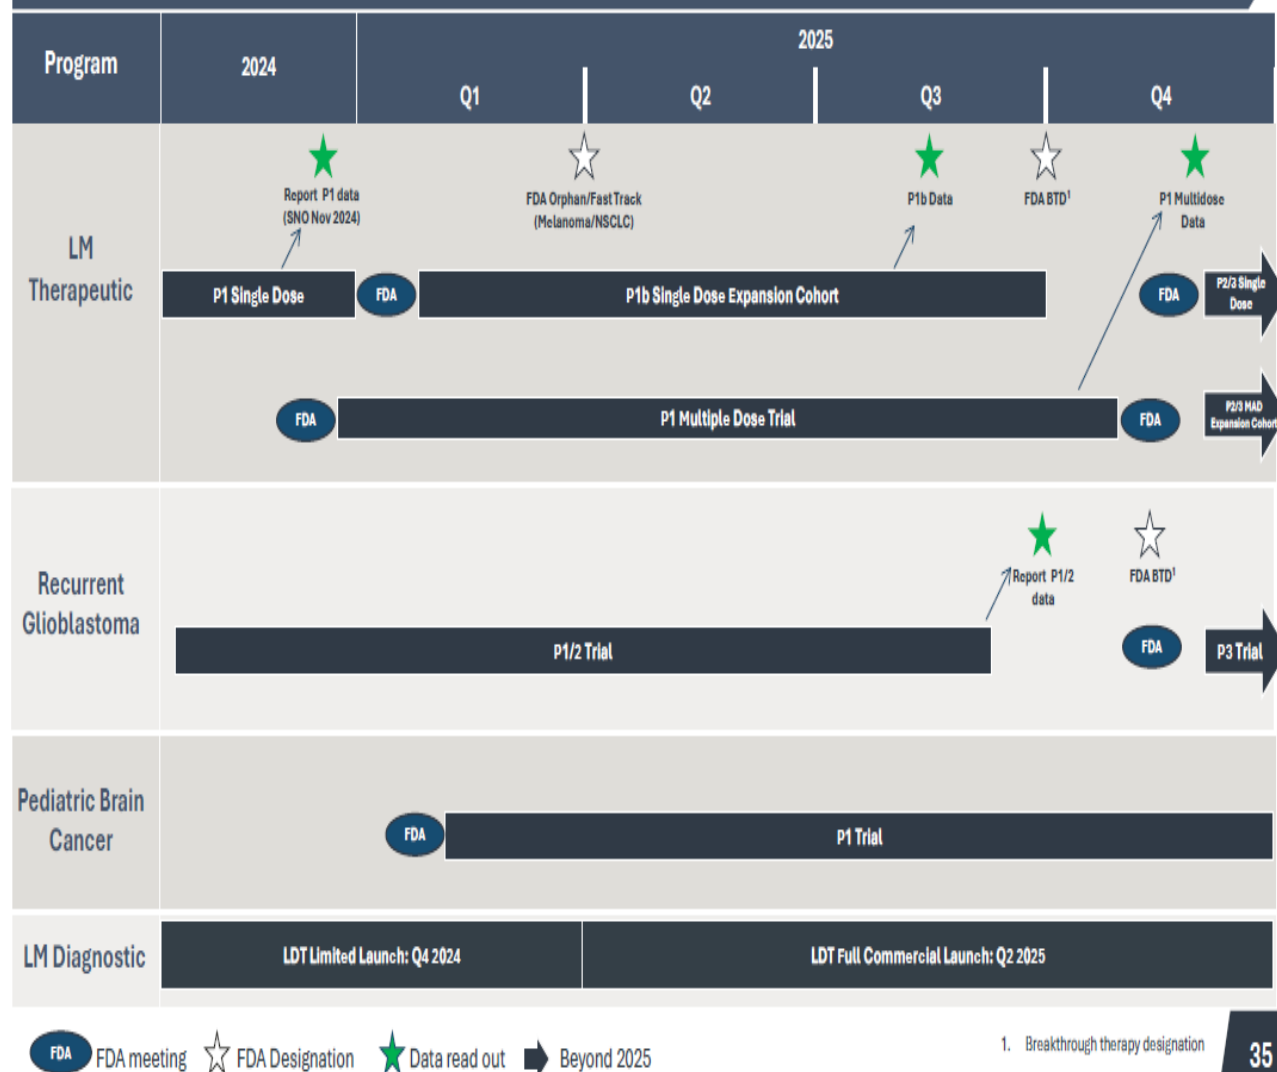 Program
2024
2025
Q1
Q2
Q3
Q4
LM
Therapeutic
Report P1 data
(SNO Nov 2024)
FDA Orphan/Fast Track
(Melanoma/NSCLC)
P1b Data
FDA BTD¹
P1 Multidose
Data
P1 Single Dose
FDA
P1b Single Dose Expansion Cohort
FDA
P2/3 Single
Dose
FDA
P1 Multiple Dose Trial
FDA
P2/3 MAD
Expansion Cohort
Recurrent
Glioblastoma
Report P1/2
data
FDA BTD¹
P1/2 Trial
FDA
P3 Trial
Pediatric Brain
Cancer
FDA
P1 Trial
LM Diagnostic
LDT Limited Launch: Q4 2024
LDT Full Commercial Launch: Q2 2025
FDA FDA meeting
FDA Designation
Data read out
Beyond 2025
1. Breakthrough therapy designation
35